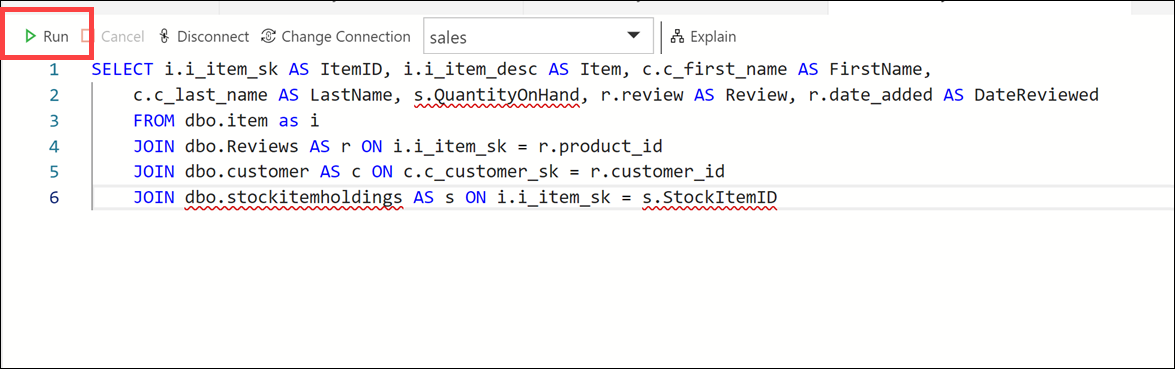 Run Cancel Disconnect Change Connection sales Explain
1 SELECT i.i_item_sk AS ItemID, i.i_item_desc AS Item, c.c_first_name AS FirstName,
2 c.c_last_name AS LastName, s.QuantityOnHand, r.review AS Review, r.date_added AS DateReviewed
3 FROM dbo.item as i
4 JOIN dbo.Reviews AS r ON i.i_item_sk = r.product_id
5 JOIN dbo.customer AS c ON c.c_customer_sk = r.customer_id
6 JOIN dbo.stockitemholdings AS s ON i.i_item_sk = s.StockItemID